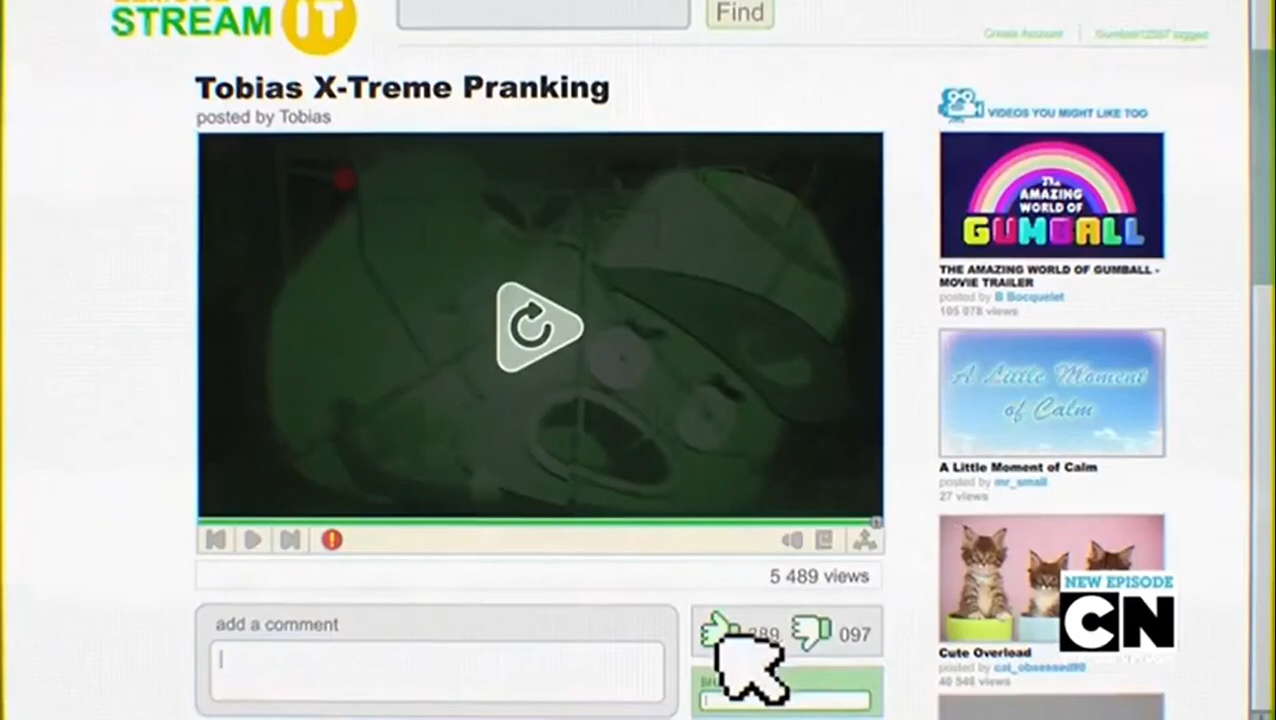 STREAM IT
Find
Create Account
Tobias X-Treme Pranking
posted by Tobias
VIDEOS YOU MIGHT LIKE TOO
The
AMAZING
WORLD OF
GUMBALL
THE AMAZING WORLD OF GUMBALL -
MOVIE TRAILER
posted by B Bocquelet
105 078 views
A Little Moment
of Calm
A Little Moment of Calm
posted by mr_small
27 views
5 489 views
add a comment
097
NEW EPISODE
CN
Cute Overload
posted by cat_obsessed90
40 546 views